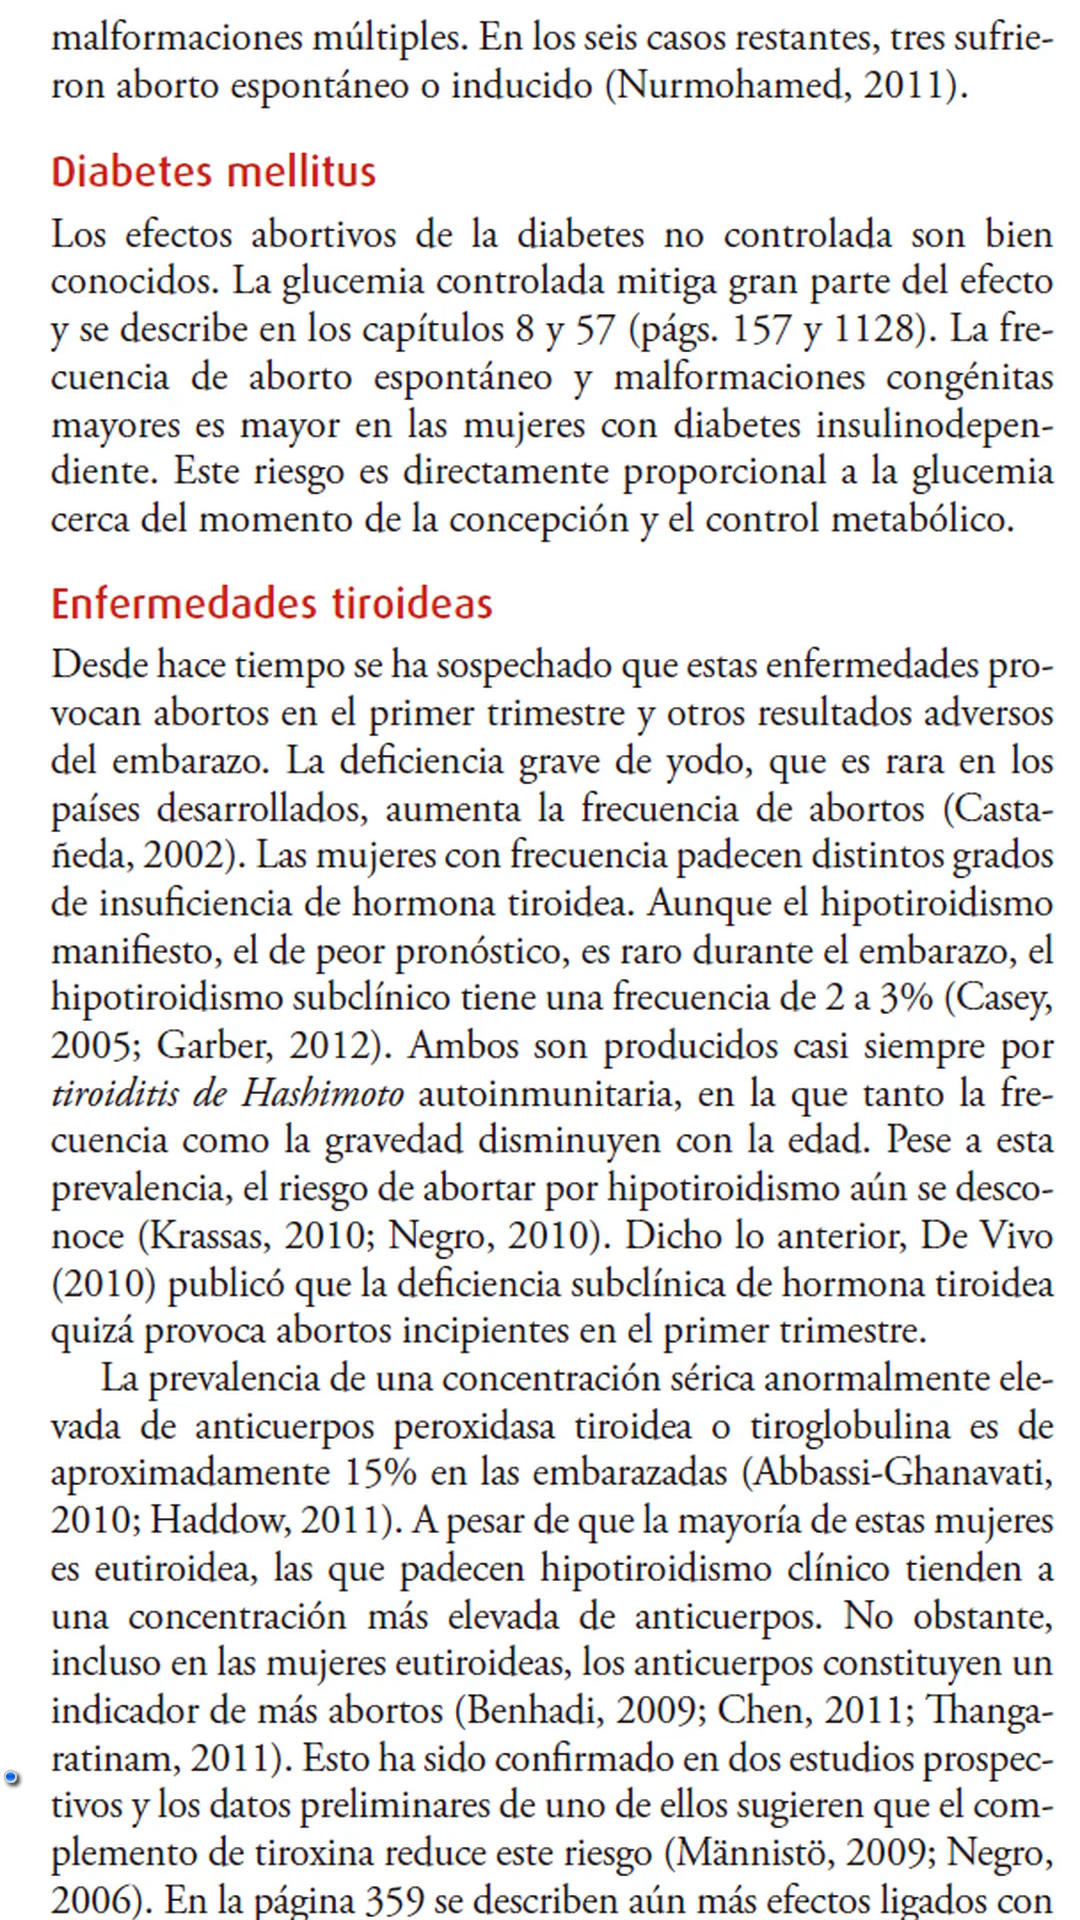 malformaciones múltiples. En los seis casos restantes, tres sufrie-
ron aborto espontáneo o inducido (Nurmohamed, 2011).
Diabetes mellitus
Los efectos abortivos de la diabetes no controlada son bien
conocidos. La glucemia controlada mitiga gran parte del efecto
y se describe en los capítulos 8 y 57 (págs. 157 y 1128). La fre-
cuencia de aborto espontáneo y malformaciones congénitas
mayores es mayor en las mujeres con diabetes insulinodepen-
diente. Este riesgo es directamente proporcional a la glucemia
cerca del momento de la concepción y el control metabólico.
Enfermedades tiroideas
Desde hace tiempo se ha sospechado que estas enfermedades pro-
vocan abortos en el primer trimestre y otros resultados adversos
del embarazo. La deficiencia grave de yodo, que es rara en los
países desarrollados, aumenta la frecuencia de abortos (Casta-
ñeda, 2002). Las mujeres con frecuencia padecen distintos grados
de insuficiencia de hormona tiroidea. Aunque el hipotiroidismo
manifiesto, el de peor pronóstico, es raro durante el embarazo, el
hipotiroidismo subclínico tiene una frecuencia de 2 a 3% (Casey,
2005; Garber, 2012). Ambos son producidos casi siempre por
tiroiditis de Hashimoto autoinmunitaria, en la que tanto la fre-
cuencia como la gravedad disminuyen con la edad. Pese a esta
prevalencia, el riesgo de abortar por hipotiroidismo aún se desco-
noce (Krassas, 2010; Negro, 2010). Dicho lo anterior, De Vivo
(2010) publicó que la deficiencia subclínica de hormona tiroidea
quizá provoca abortos incipientes en el primer trimestre.
La prevalencia de una concentración sérica anormalmente ele-
vada de anticuerpos peroxidasa tiroidea o tiroglobulina es de
aproximadamente 15% en las embarazadas (Abbassi-Ghanavati,
2010; Haddow, 2011). A pesar de que la mayoría de estas mujeres
es eutiroidea, las que padecen hipotiroidismo clínico tienden a
una concentración más elevada de anticuerpos. No obstante,
incluso en las mujeres eutiroideas, los anticuerpos constituyen un
indicador de más abortos (Benhadi, 2009; Chen, 2011; Thanga-
ratinam, 2011). Esto ha sido confirmado en dos estudios prospec-
tivos y los datos preliminares de uno de ellos sugieren que el com-
plemento de tiroxina reduce este riesgo (Männistö, 2009; Negro,
2006). En la página 359 se describen aún más efectos ligados con